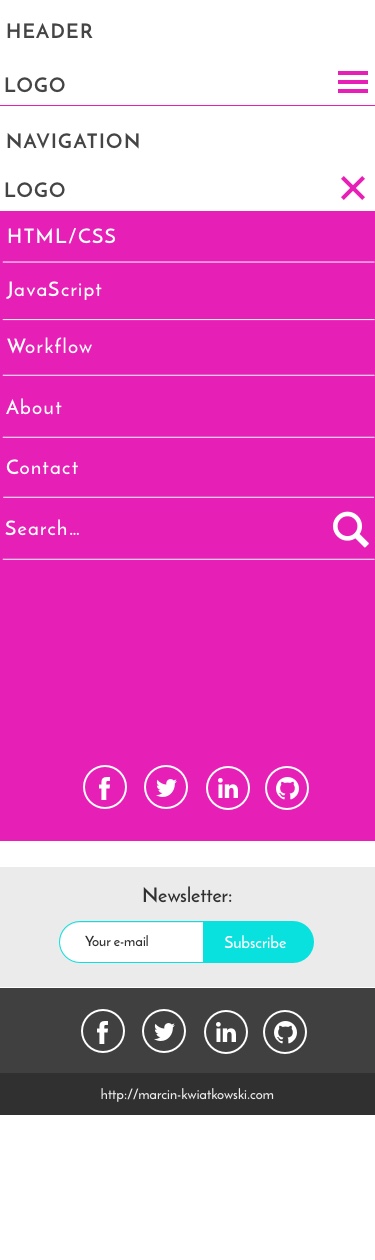 HEADER
LOGO
NAVIGATION
LOGO
HTML/CSS
JavaScript
Workflow
About
Contact
Search...
Newsletter:
Your e-mail
Subscribe
http://marcin-kwiatkowski.com